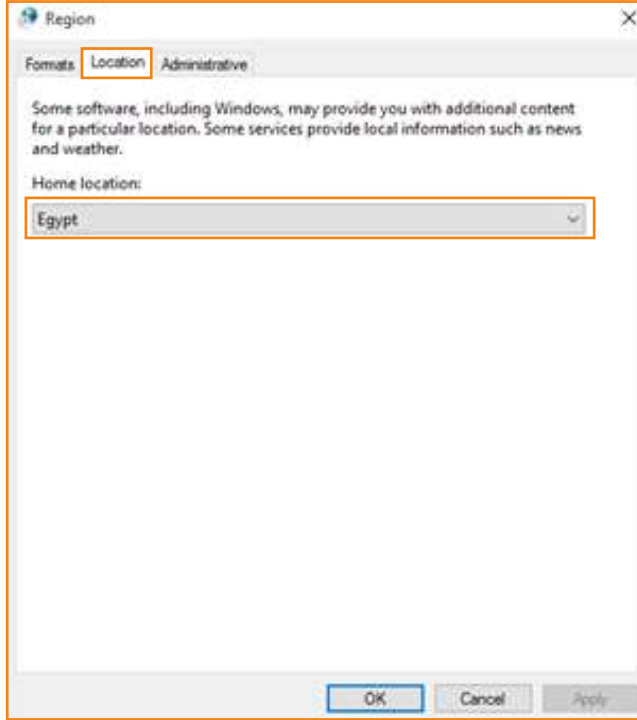 Region
Formats Location Administrative
Some software, including Windows, may provide you with additional content
for a particular location. Some services provide local information such as news
and weather.
Home location:
Egypt
OK Cancel Apply